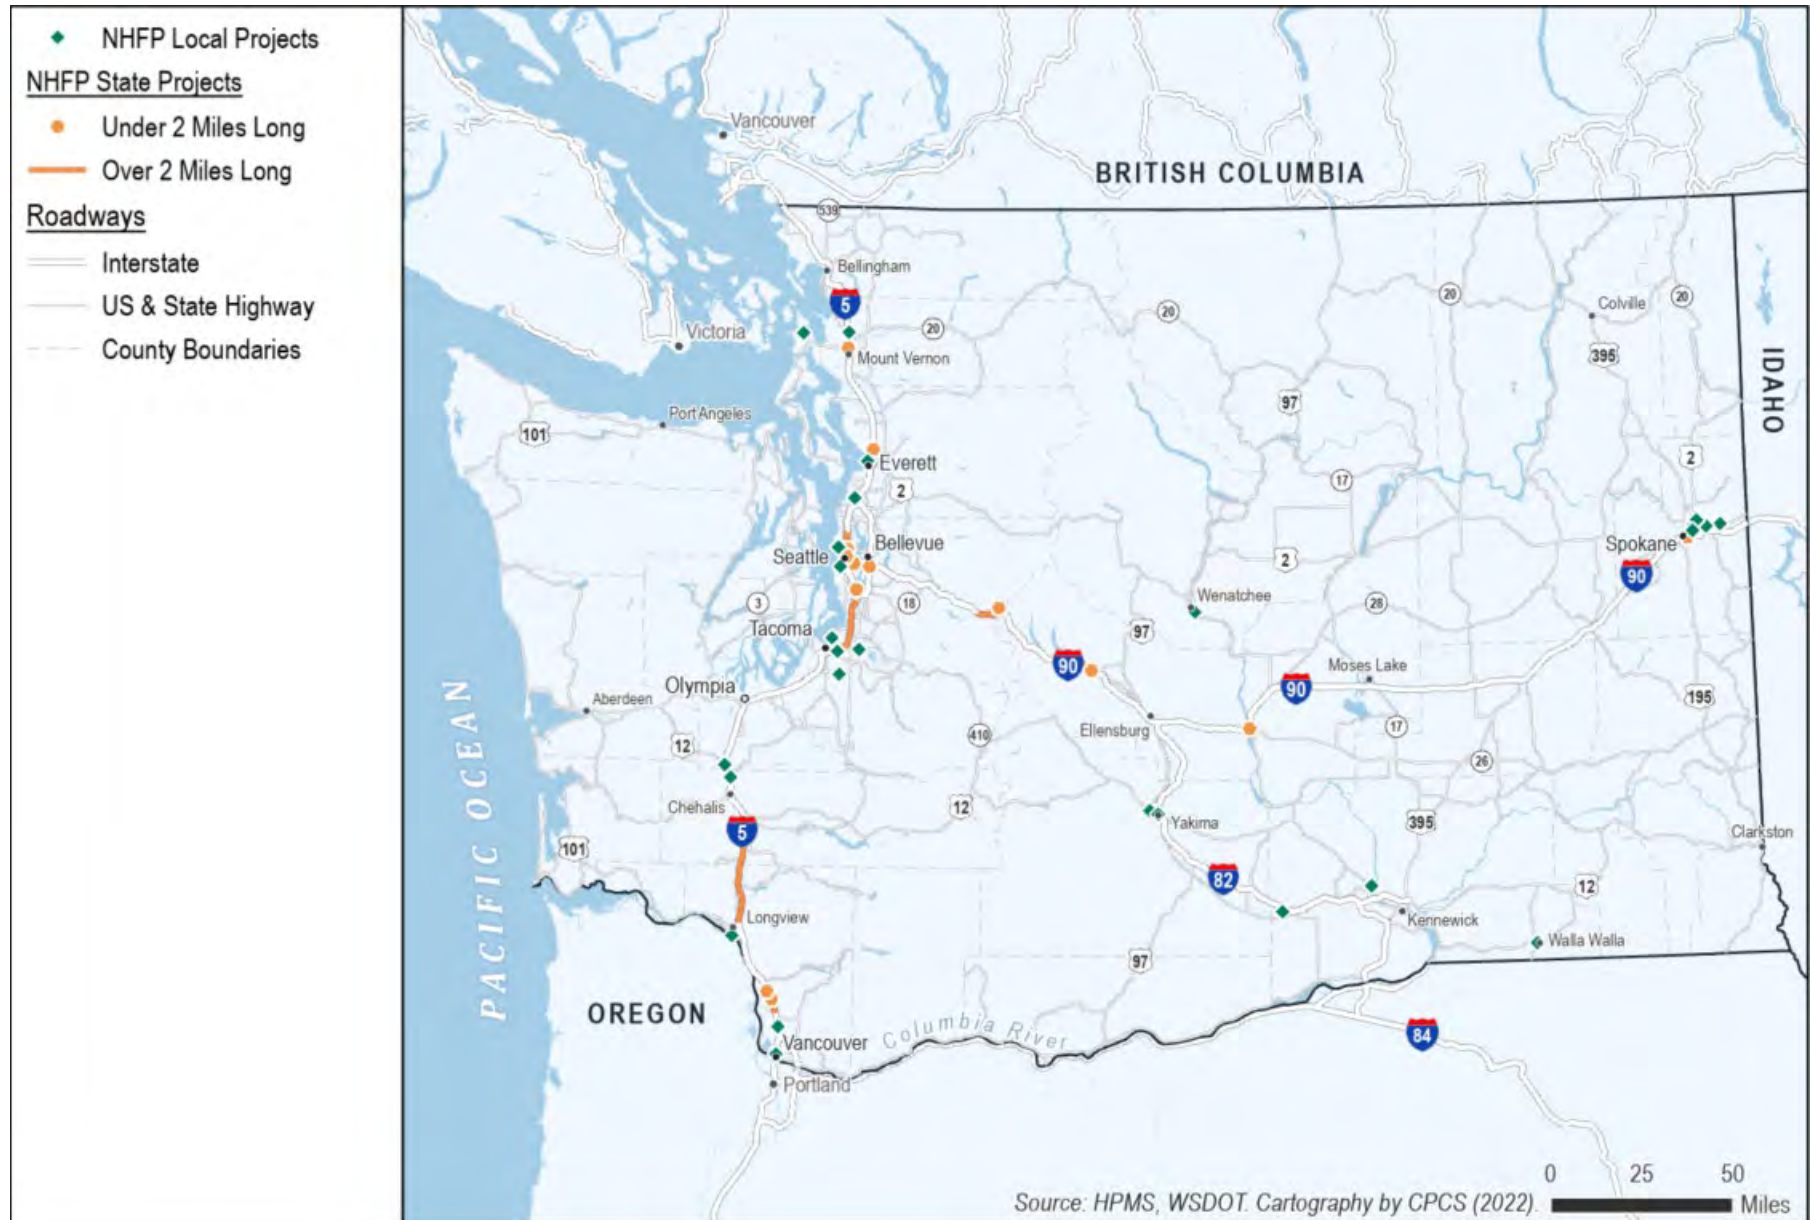 NHFP Local Projects
NHFP State Projects
Under 2 Miles Long
Over 2 Miles Long
Roadways
Interstate
US & State Highway
County Boundaries
Vancouver
BRITISH COLUMBIA
539
Bellingham
5
20
20
20
20
Colville
Victoria
Mount Vernon
395
IDAHO
97
Port Angeles
101
Everett
2
2
17
Seattle
Bellevue
2
Spokane
90
3
18
Wenatchee
28
Tacoma
97
90
Moses Lake
90
Olympia
Aberdeen
195
12
410
Ellensburg
17
26
Chehalis
12
Yakima
5
395
Clarkston
101
82
12
Longview
Kennewick
Walla Walla
97
PACIFIC OCEAN
OREGON
Columbia River
Vancouver
84
Portland
0 25 50
Miles
Source: HPMS, WSDOT. Cartography by CPCS (2022).